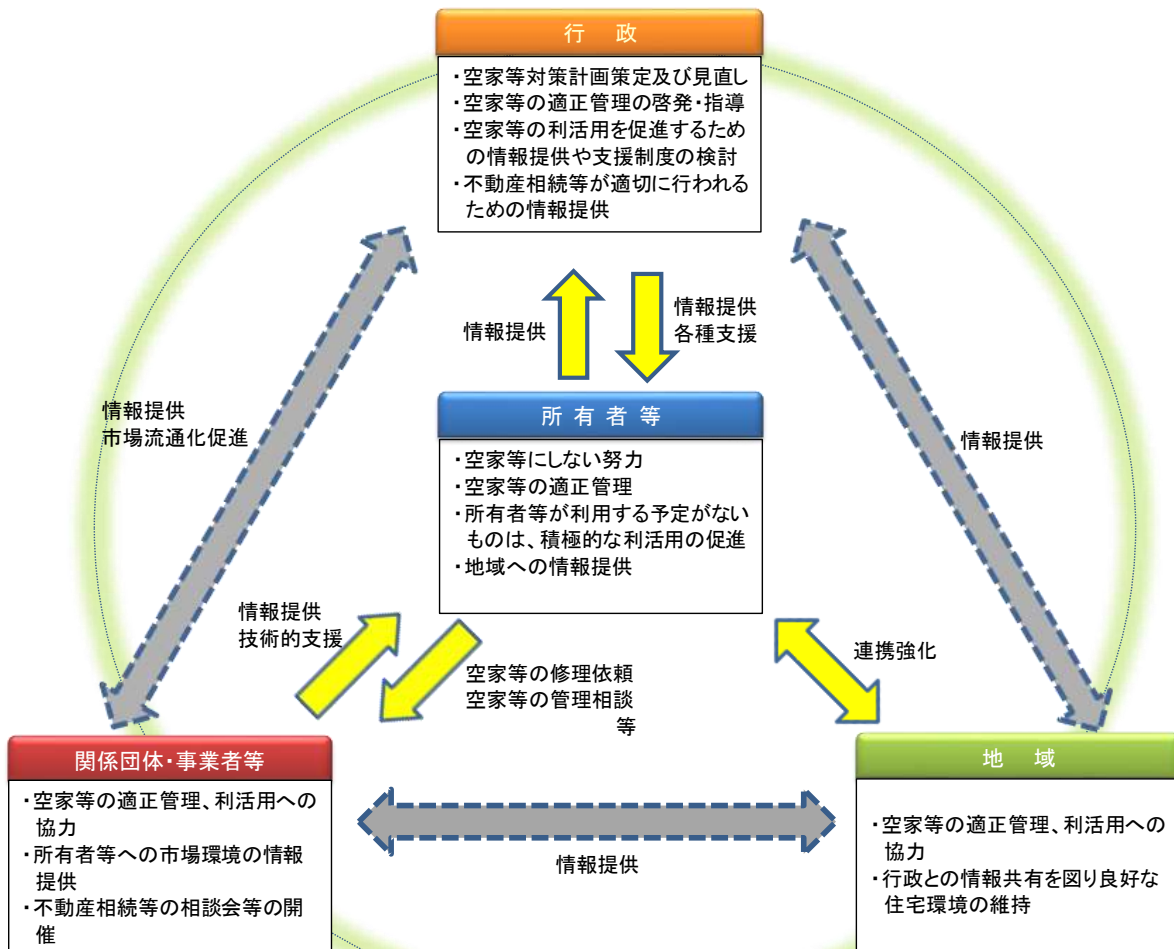 行 政
・空家等対策計画策定及び見直し
・空家等の適正管理の啓発・指導
・空家等の利活用を促進するため
の情報提供や支援制度の検討
・不動産相続等が適切に行われる
ための情報提供
情報提供
情報提供
各種支援
情報提供
市場流通化促進
情報提供
所 有 者 等
・空家等にしない努力
・空家等の適正管理
・所有者等が利用する予定がない
ものは、積極的な利活用の促進
・地域への情報提供
情報提供
技術的支援
空家等の修理依頼
空家等の管理相談
等
連携強化
関係団体・事業者等
・空家等の適正管理、利活用への
協力
・所有者等への市場環境の情報
提供
・不動産相続等の相談会等の開
催
情報提供
地 域
・空家等の適正管理、利活用への
協力
・行政との情報共有を図り良好な
住宅環境の維持